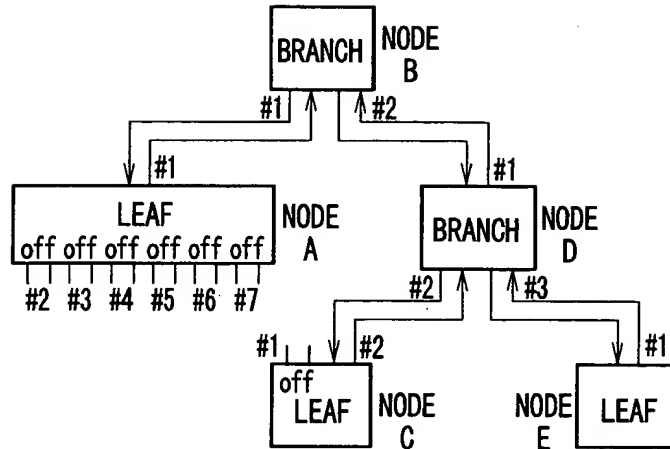 BRANCH
NODE B
#1
#2
#1
#1
LEAF
off off off off off off
#2 #3 #4 #5 #6 #7
NODE A
BRANCH
NODE D
#2
#3
#1
#2
#1
off
LEAF
NODE C
NODE E
LEAF